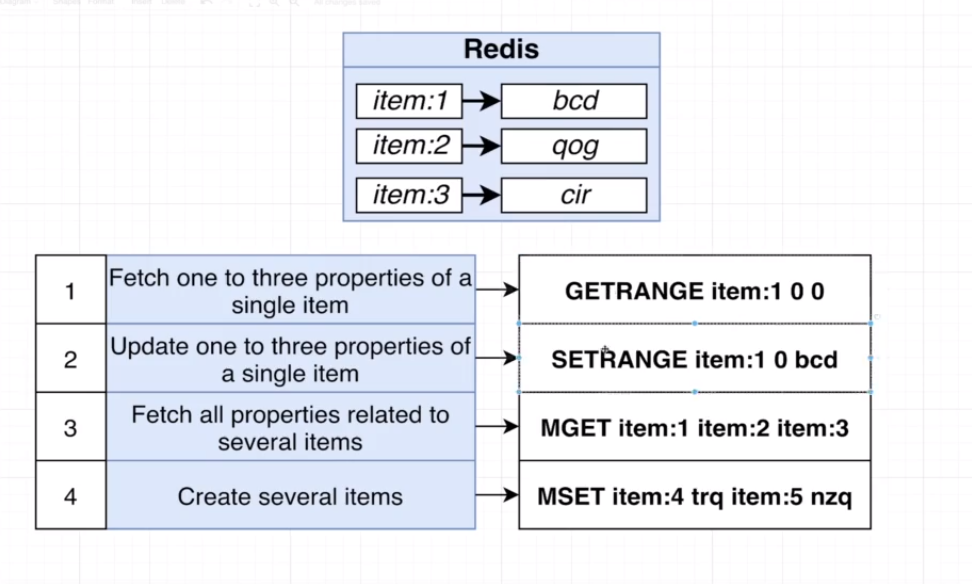 Redis
item:1
bcd
item:2
qog
item:3
cir
1
Fetch one to three properties of a
single item
GETRANGE item:1 0 0
2
Update one to three properties of
a single item
SETRANGE item:1 0 bcd
3
Fetch all properties related to
several items
MGET item:1 item:2 item:3
4
Create several items
MSET item:4 trq item:5 nzq